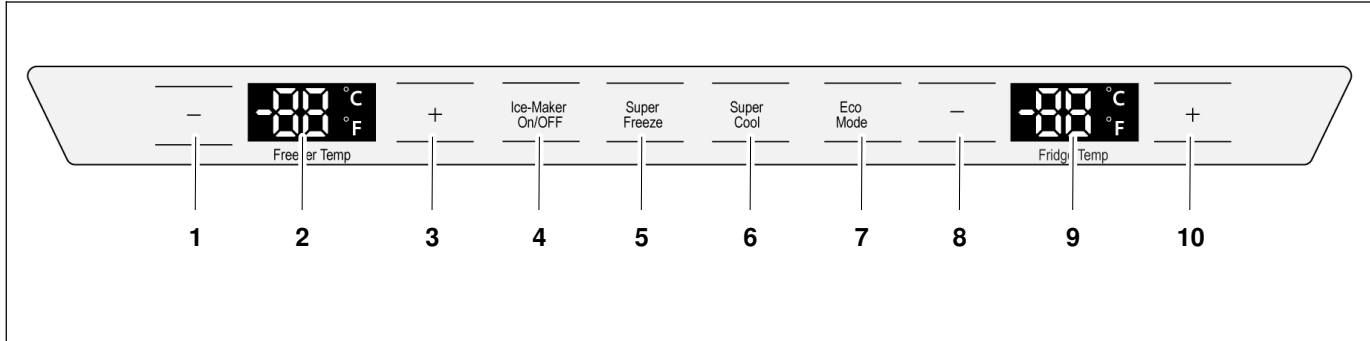 − -88 °C °F + Ice-Maker On/OFF Super Freeze Super Cool Eco Mode − -88 °C °F +
Freezer Temp Fridge Temp
1 2 3 4 5 6 7 8 9 10